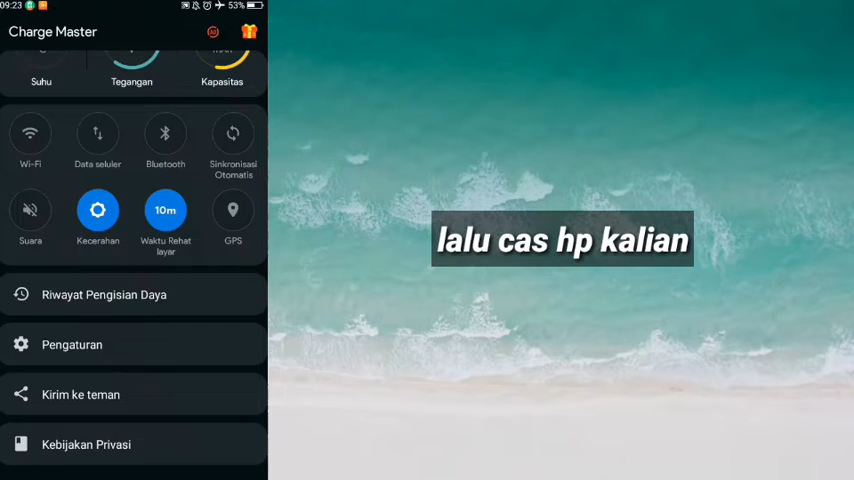 09:23
53%
Charge Master
Suhu
Tegangan
Kapasitas
Wi-Fi
Data seluler
Bluetooth
Sinkronisasi
Otomatis
10m
Suara
Kecerahan
Waktu Rehat
layar
GPS
Riwayat Pengisian Daya
Pengaturan
Kirim ke teman
Kebijakan Privasi
lalu cas hp kalian